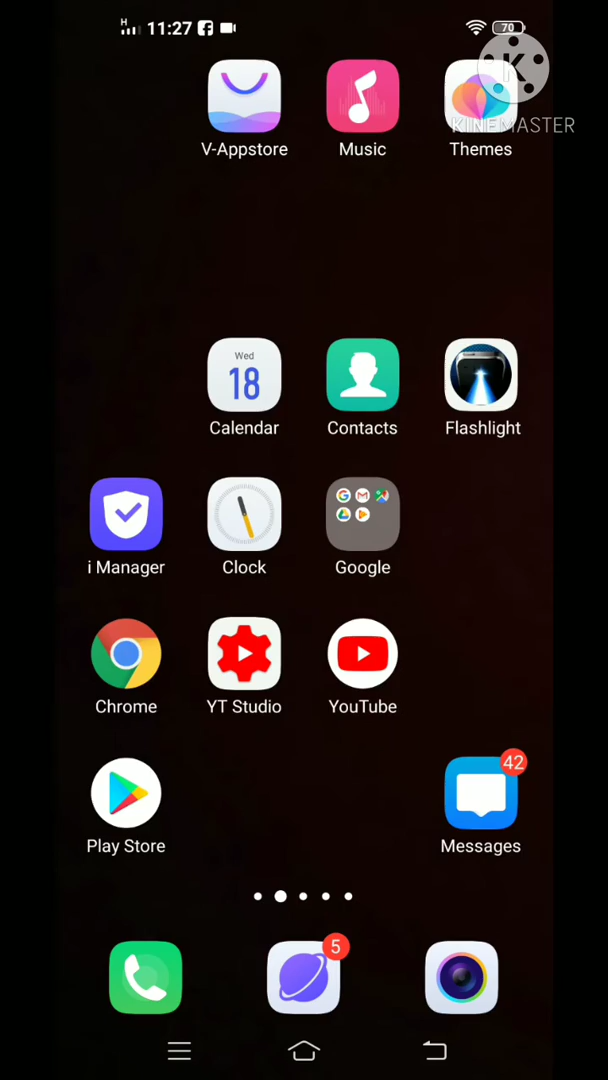 H 11:27 70
K
KINEMASTER
V-Appstore Music Themes
Wed
18
Calendar Contacts Flashlight
i Manager Clock Google
Chrome YT Studio YouTube
42
Play Store Messages
5